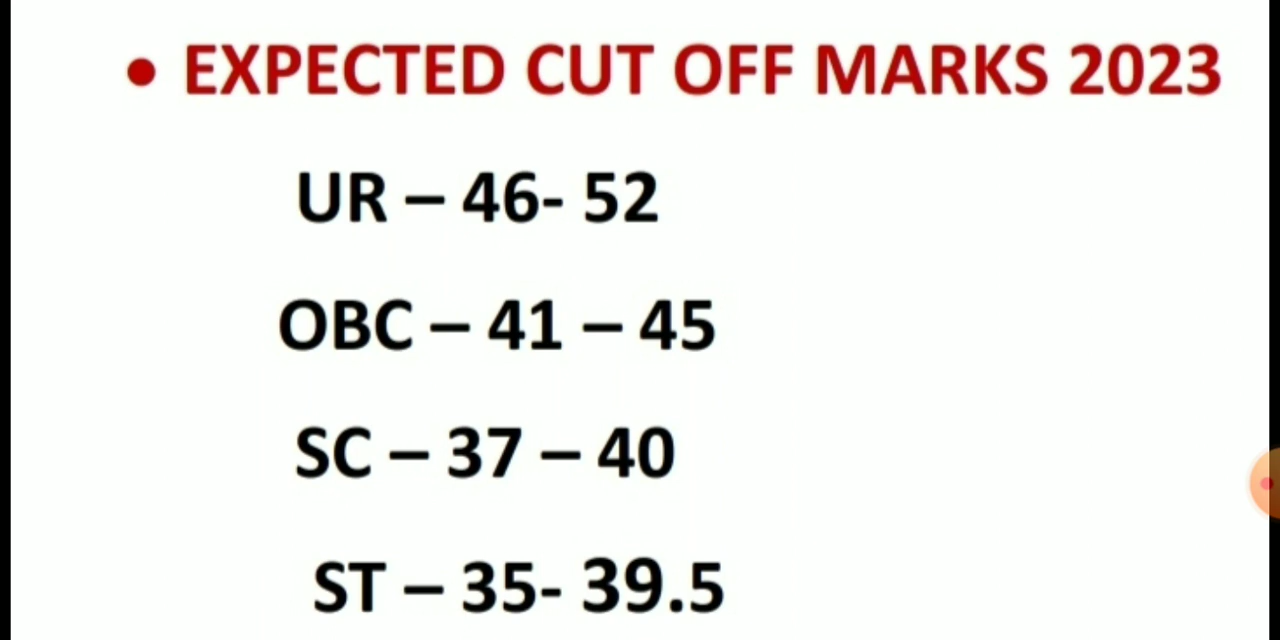 • EXPECTED CUT OFF MARKS 2023
UR – 46- 52
OBC – 41 – 45
SC – 37 – 40
ST – 35- 39.5